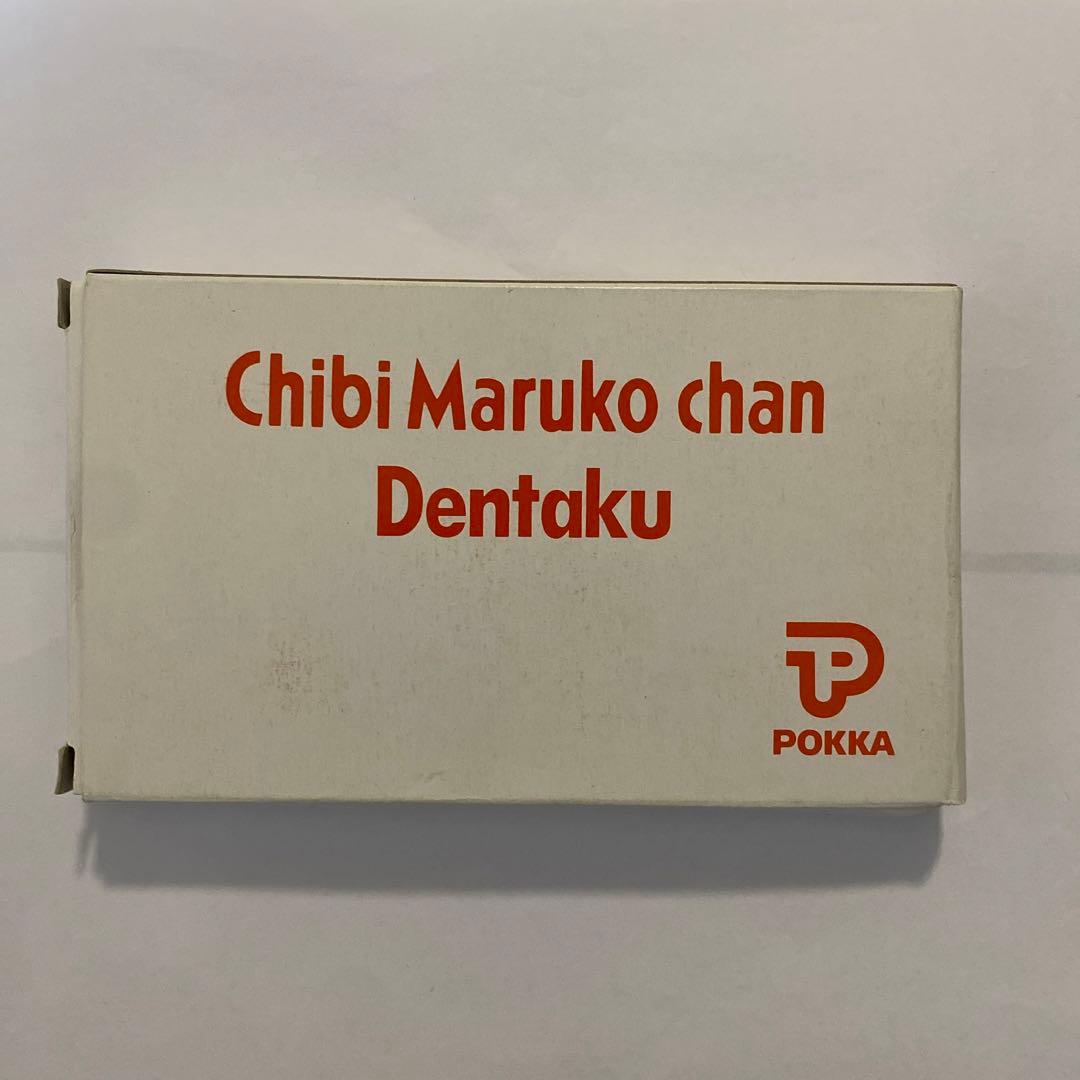 Chibi Maruko chan
Dentaku
POKKA